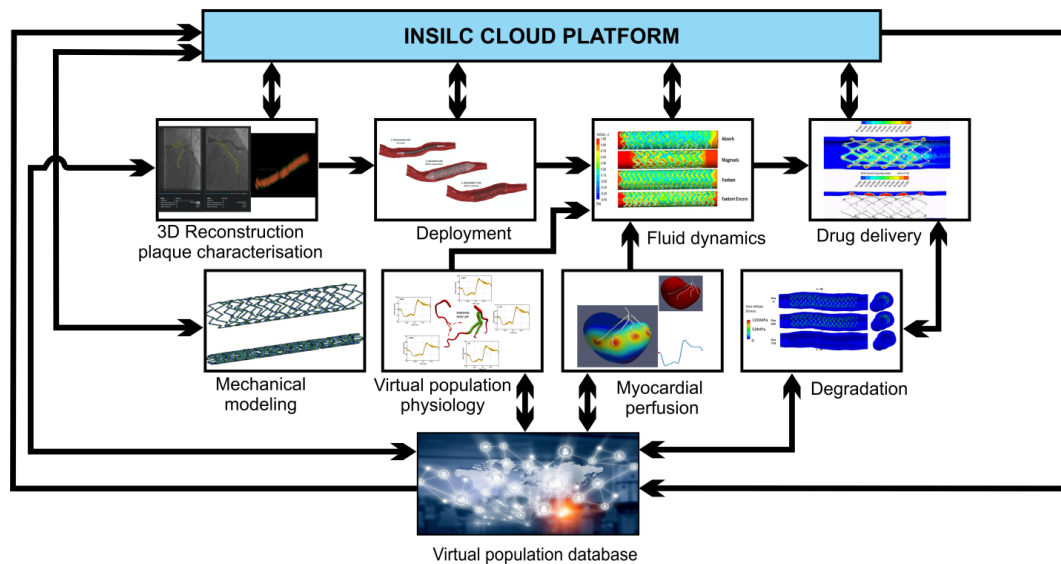 INSILC CLOUD PLATFORM
Absorb
Magmaris
Fantom
Fantom Encore
3D Reconstruction
plaque characterisation
Deployment
Fluid dynamics
Drug delivery
Mechanical
modeling
Virtual population
physiology
Myocardial
perfusion
Degradation
Virtual population database